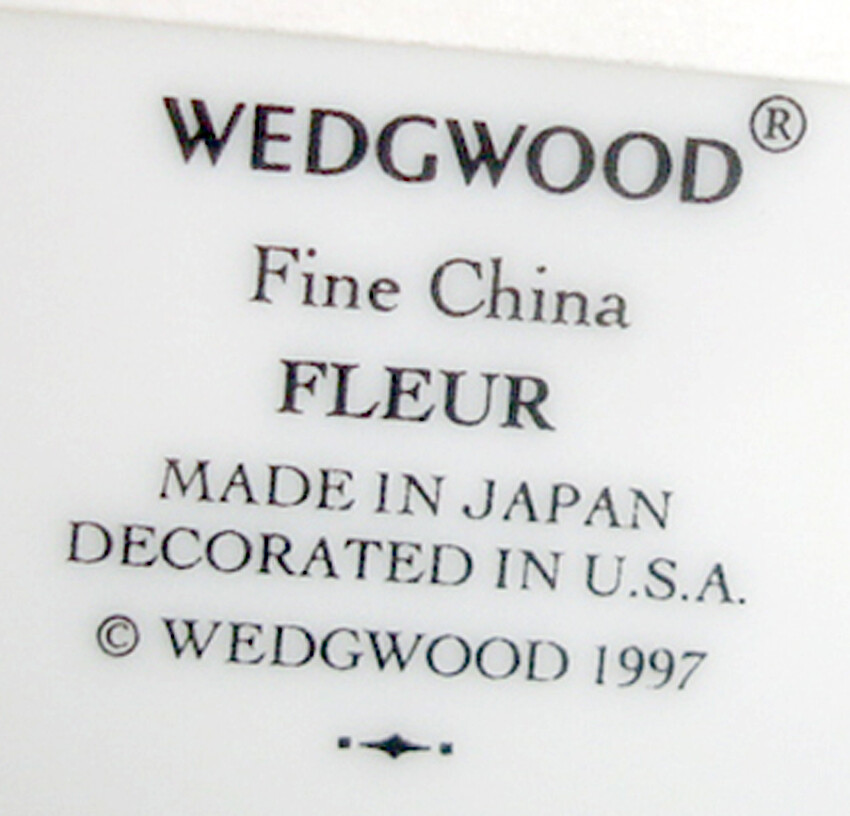 WEDGWOOD®
Fine China
FLEUR
MADE IN JAPAN
DECORATED IN U.S.A.
© WEDGWOOD 1997